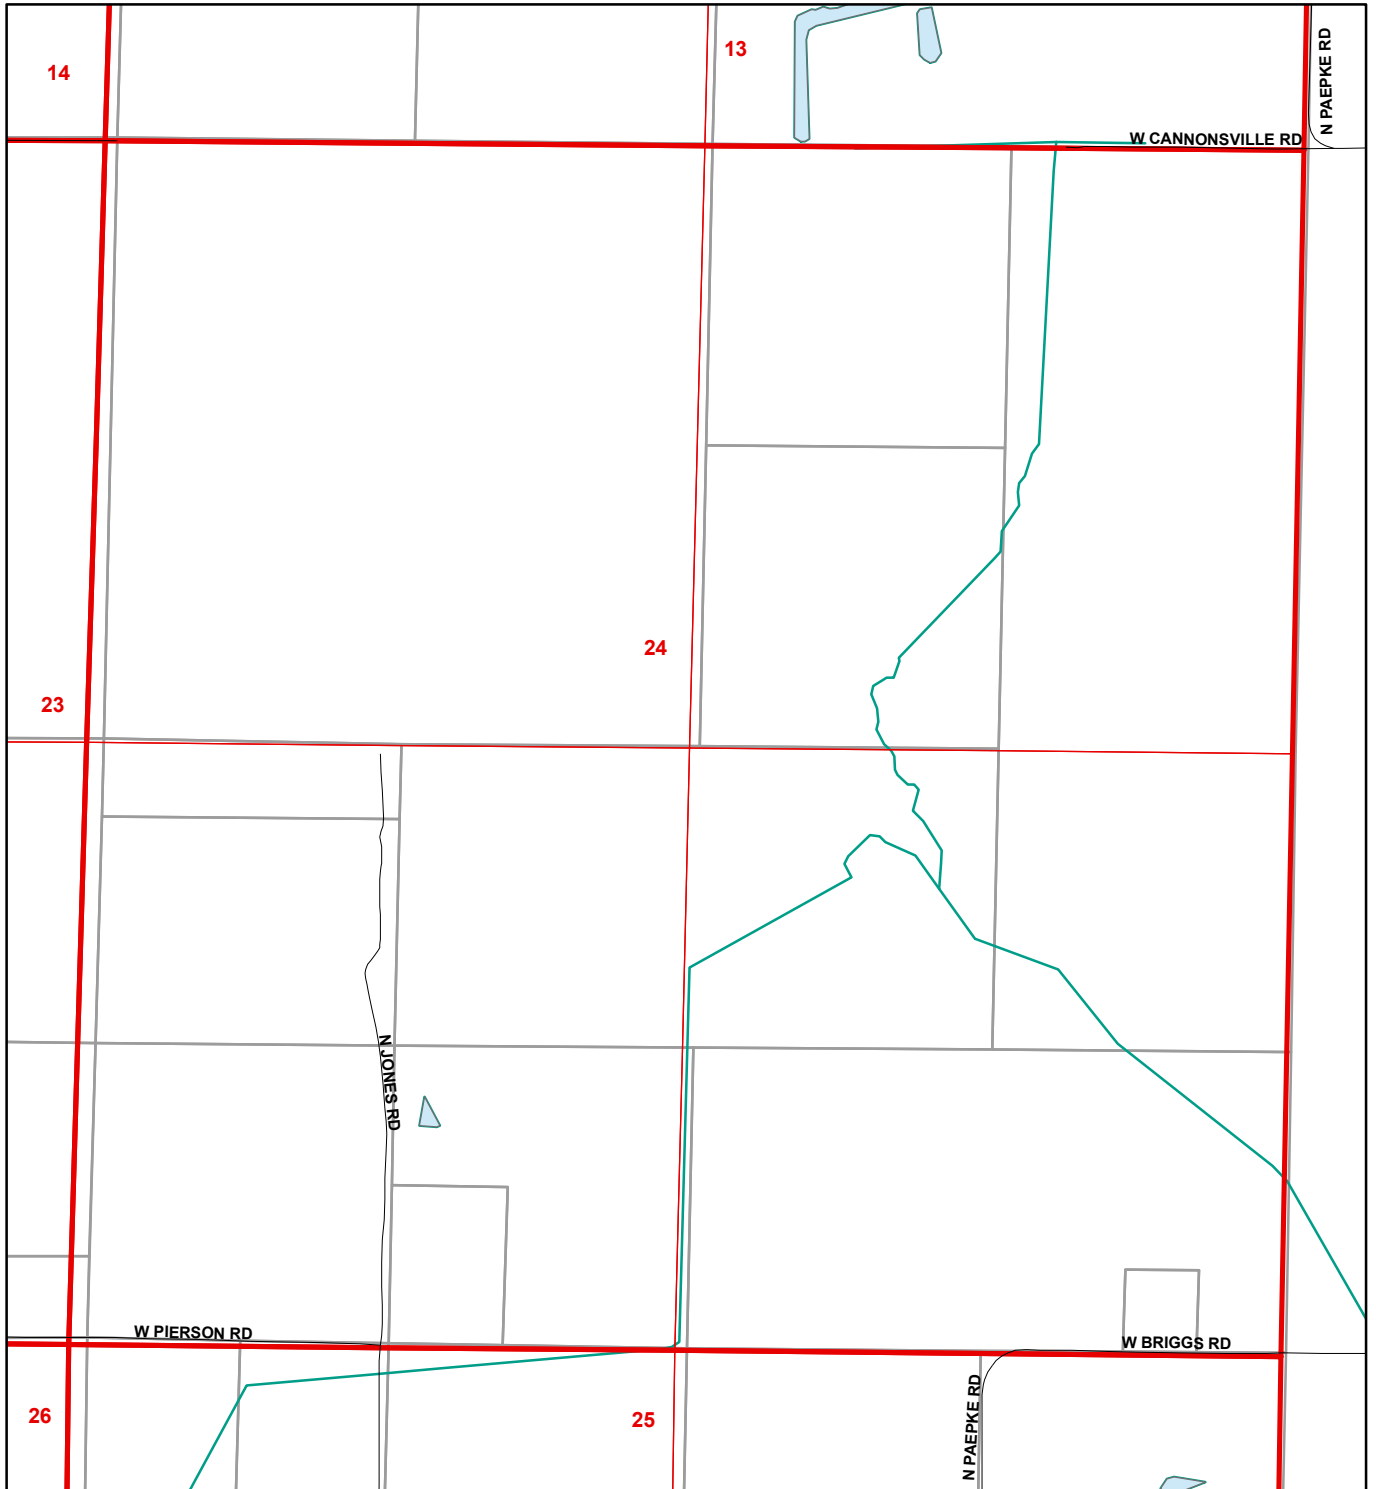 13
14
N PAEPKE RD
W CANNONSVILLE RD
24
23
N JONES RD
W PIERSON RD
W BRIGGS RD
N PAEPKE RD
26
25